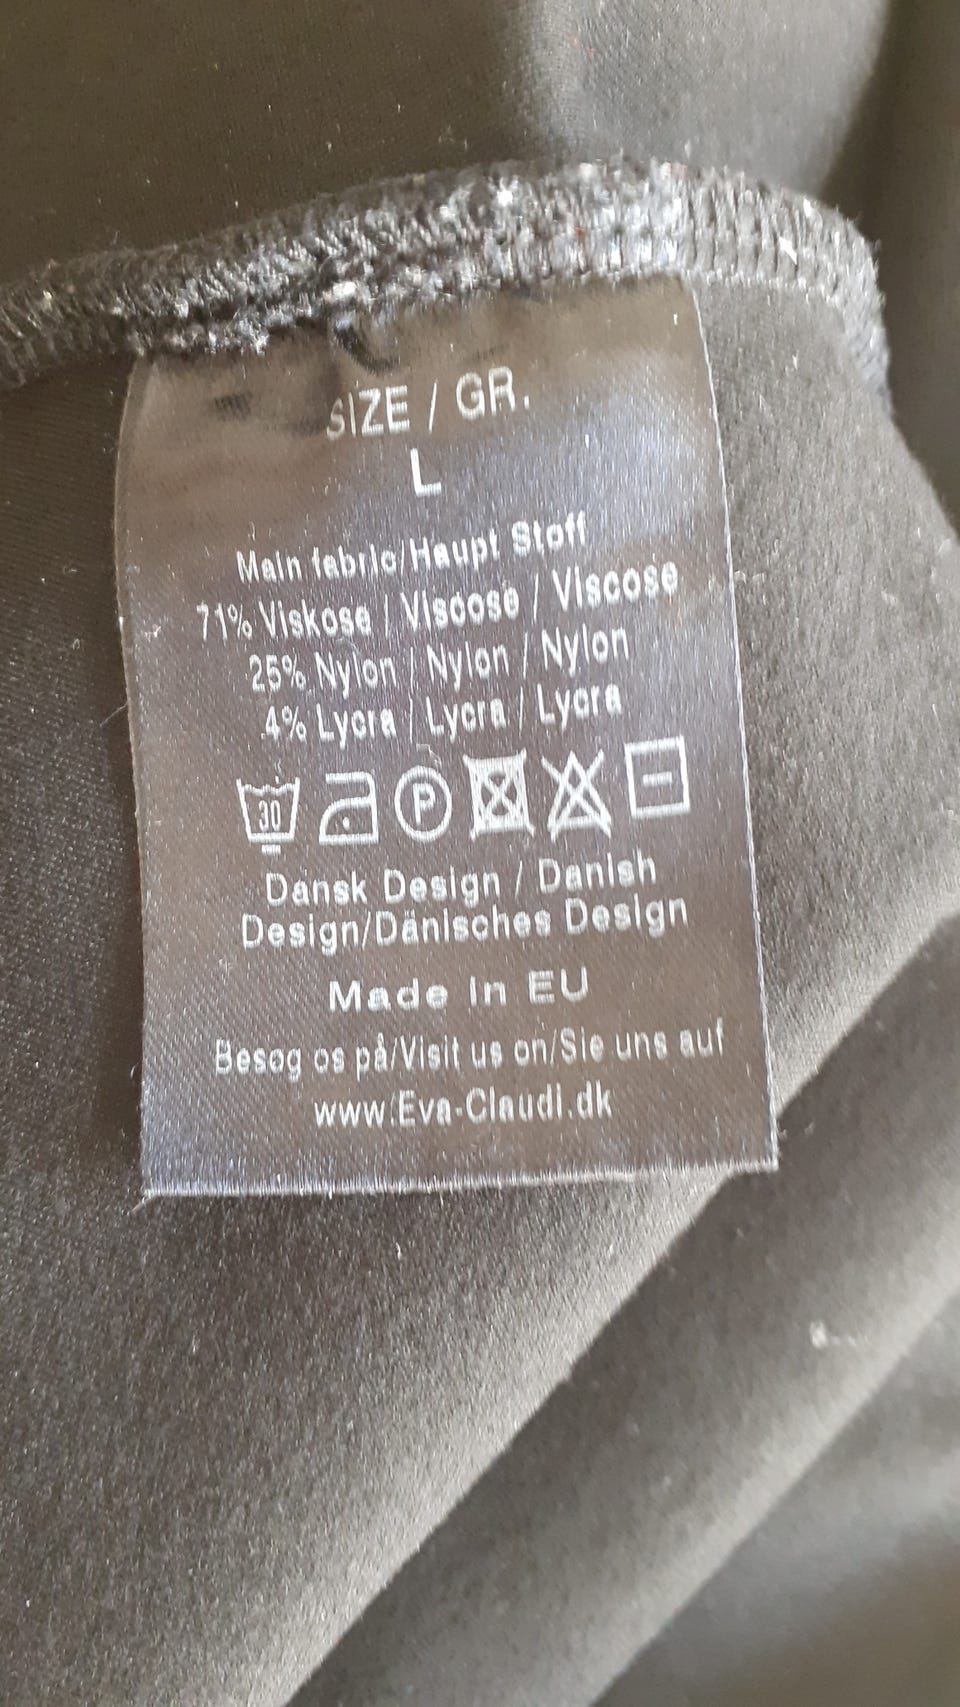 SIZE / GR.
L
Main fabric/Haupt Stoff
71% Viskose / Viscose / Viscose
25% Nylon / Nylon / Nylon
4% Lycra / Lycra / Lycra
30 P
Dansk Design / Danish
Design/Dänisches Design
Made in EU
Besøg os på/Visit us on/Sie uns auf
www.Eva-Claudi.dk